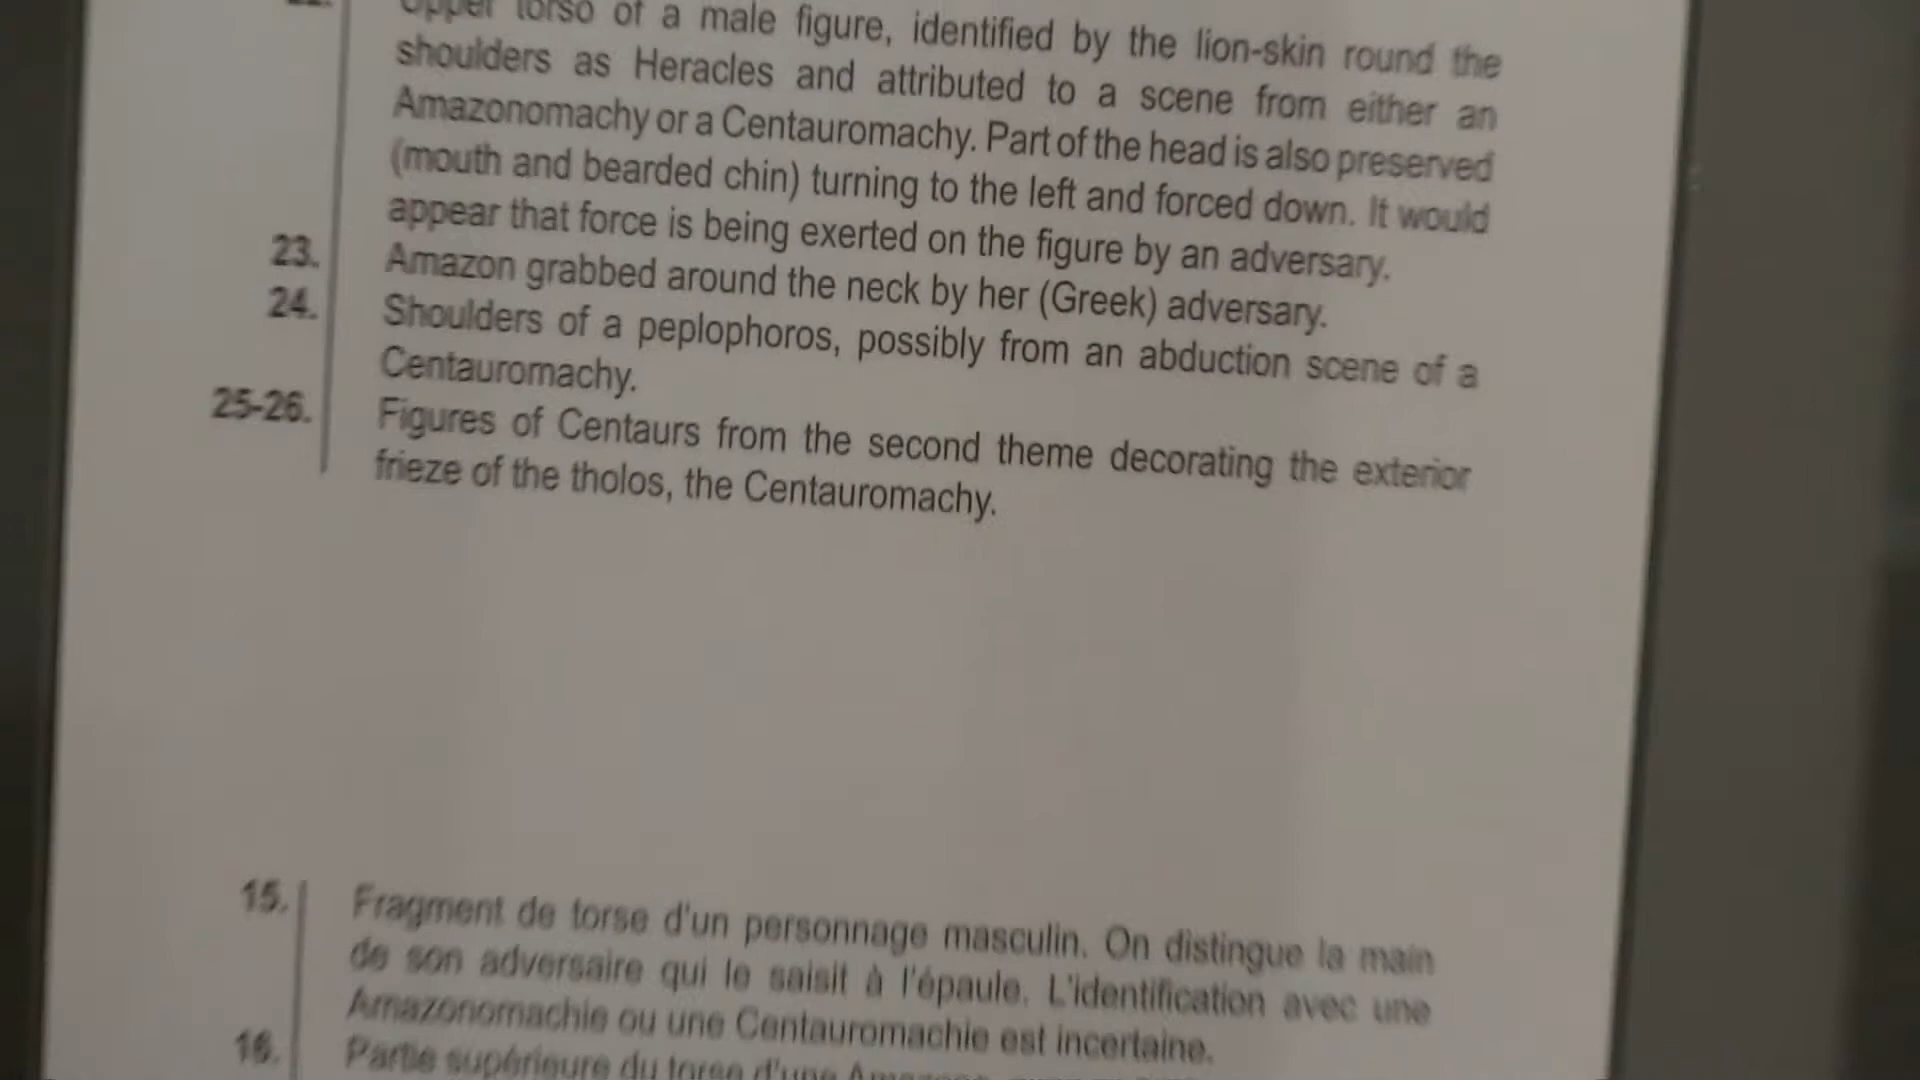 22. Upper torso of a male figure, identified by the lion-skin round the
shoulders as Heracles and attributed to a scene from either an
Amazonomachy or a Centauromachy. Part of the head is also preserved
(mouth and bearded chin) turning to the left and forced down. It would
appear that force is being exerted on the figure by an adversary.
23. Amazon grabbed around the neck by her (Greek) adversary.
24. Shoulders of a peplophoros, possibly from an abduction scene of a
Centauromachy.
25-26. Figures of Centaurs from the second theme decorating the exterior
frieze of the tholos, the Centauromachy.
15. Fragment de torse d'un personnage masculin. On distingue la main
de son adversaire qui le saisit à l'épaule. L'identification avec une
Amazonomachie ou une Centauromachie est incertaine.
16. Partie supérieure du torse d'une